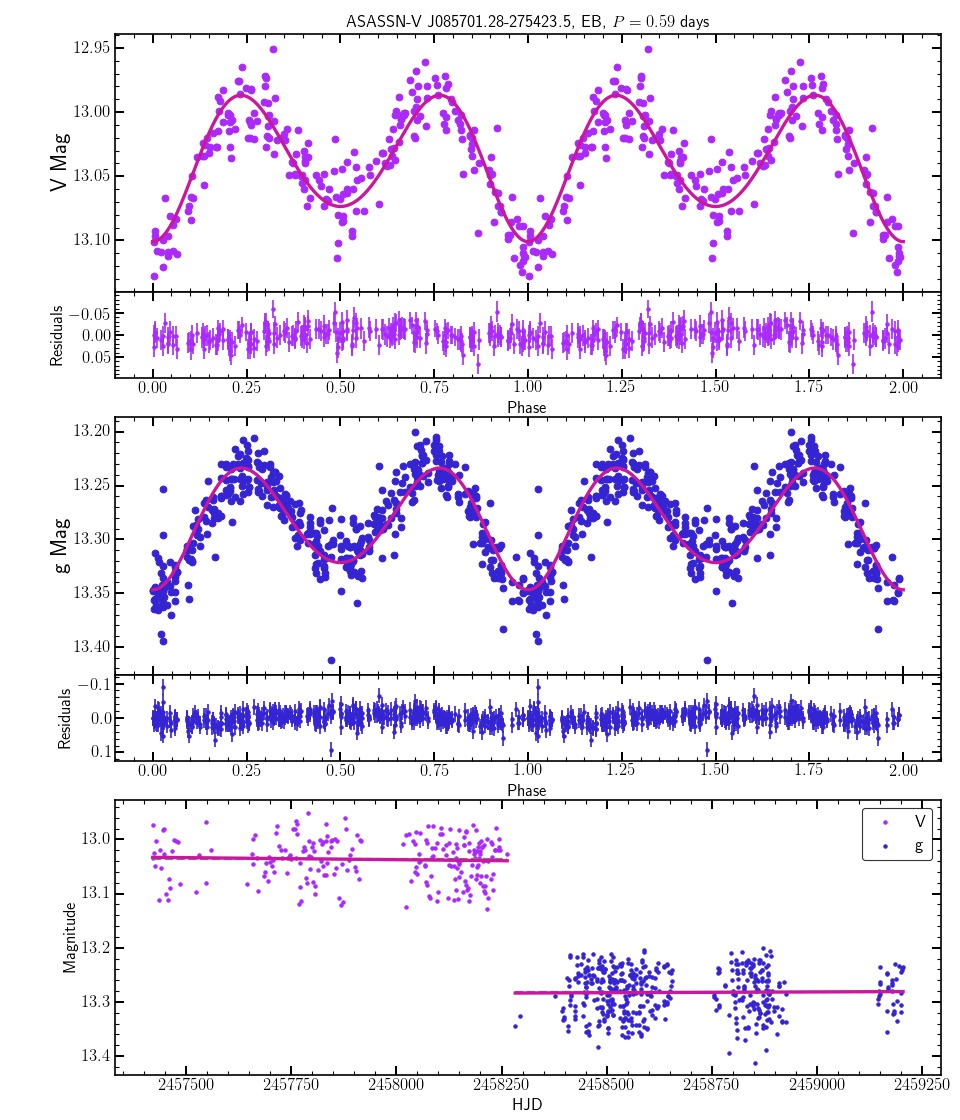 ASASSN-V J085701.28-275423.5, EB, P = 0.59 days
12.95
13.00
13.05
13.10
V Mag
−0.05
0.00
0.05
Residuals
0.00 0.25 0.50 0.75 1.00 1.25 1.50 1.75 2.00
Phase
13.20
13.25
13.30
13.35
13.40
g Mag
−0.1
0.0
0.1
Residuals
0.00 0.25 0.50 0.75 1.00 1.25 1.50 1.75 2.00
Phase
V
g
13.0
13.1
13.2
13.3
13.4
Magnitude
2457500 2457750 2458000 2458250 2458500 2458750 2459000 2459250
HJD